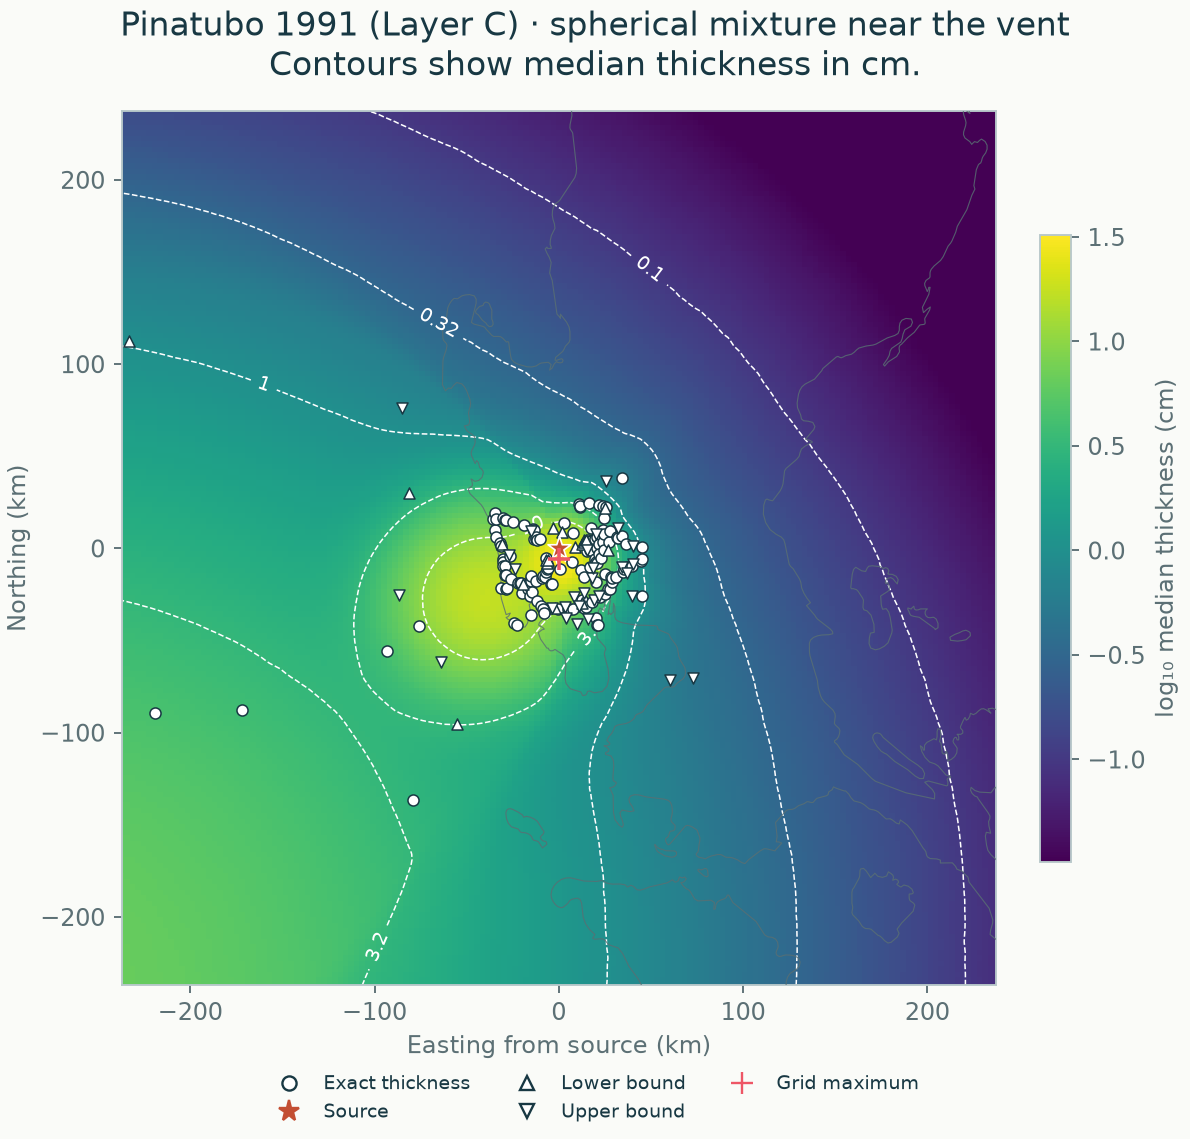 Pinatubo 1991 (Layer C) · spherical mixture near the vent
Contours show median thickness in cm.
200
100
0
−100
−200
Northing (km)
0.1
0.32
1
3.2
−200
−100
0
100
200
Easting from source (km)
1.5
1.0
0.5
0.0
−0.5
−1.0
log₁₀ median thickness (cm)
Exact thickness
Source
Lower bound
Upper bound
Grid maximum